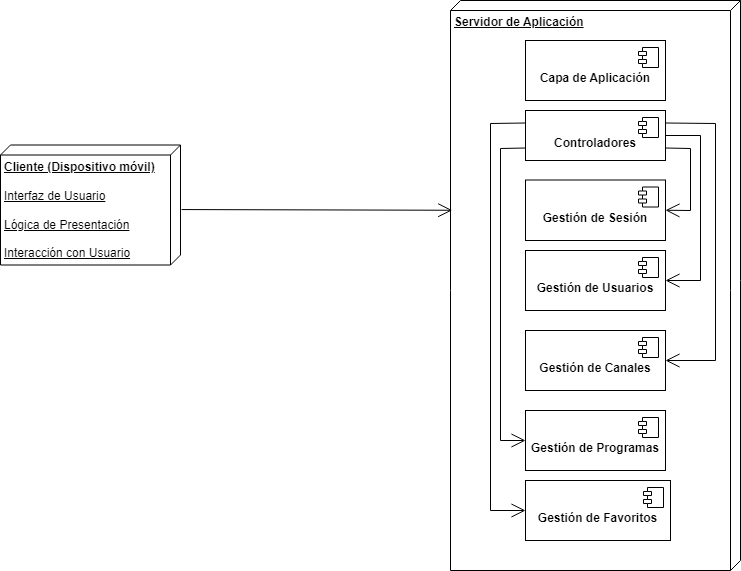 Servidor de Aplicación
Capa de Aplicación
Controladores
Cliente (Dispositivo móvil)
Interfaz de Usuario
Lógica de Presentación
Interacción con Usuario
Gestión de Sesión
Gestión de Usuarios
Gestión de Canales
Gestión de Programas
Gestión de Favoritos